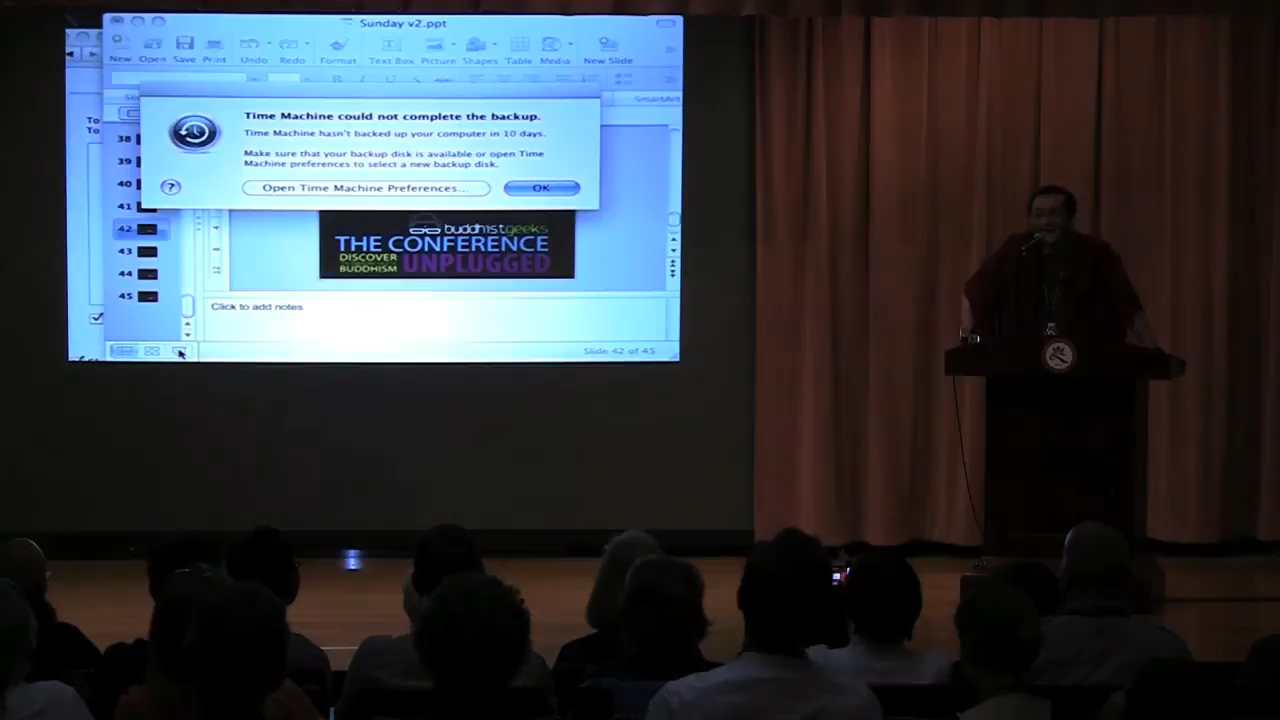 Sunday v2.ppt
New Open Save Print Undo Redo Format Text Box Picture Shapes Table Media New Slide
SmartArt
Time Machine could not complete the backup.
Time Machine hasn't backed up your computer in 10 days.
Make sure that your backup disk is available or open Time
Machine preferences to select a new backup disk.
? Open Time Machine Preferences... OK
To
To
38
39
40
41
42
43
44
45
buddhistgeeks
THE CONFERENCE
DISCOVER
BUDDHISM
UNPLUGGED
Click to add notes
Slide 42 of 45